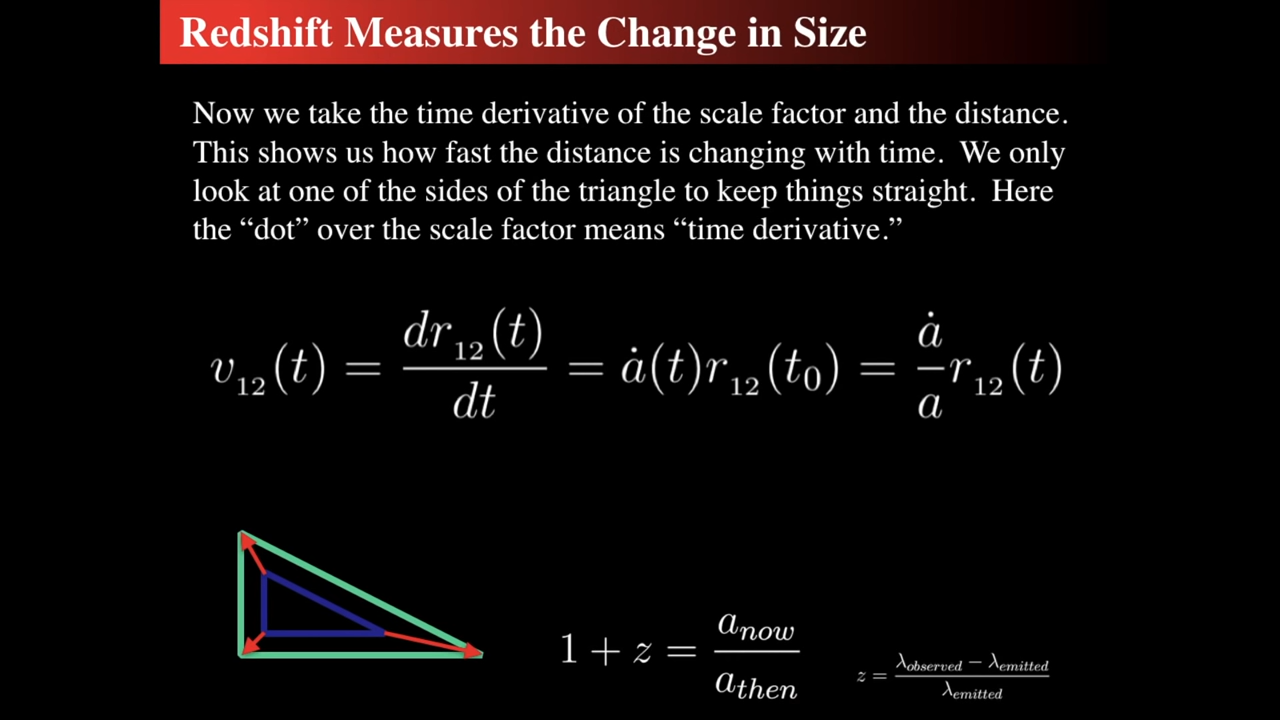 Redshift Measures the Change in Size
Now we take the time derivative of the scale factor and the distance.
This shows us how fast the distance is changing with time.  We only
look at one of the sides of the triangle to keep things straight.  Here
the “dot” over the scale factor means “time derivative.”
v₁₂(t) = dr₁₂(t)/dt = ȧ(t)r₁₂(t₀) = ȧ/a r₁₂(t)
1 + z = a_now/a_then
z = (λ_observed − λ_emitted)/λ_emitted